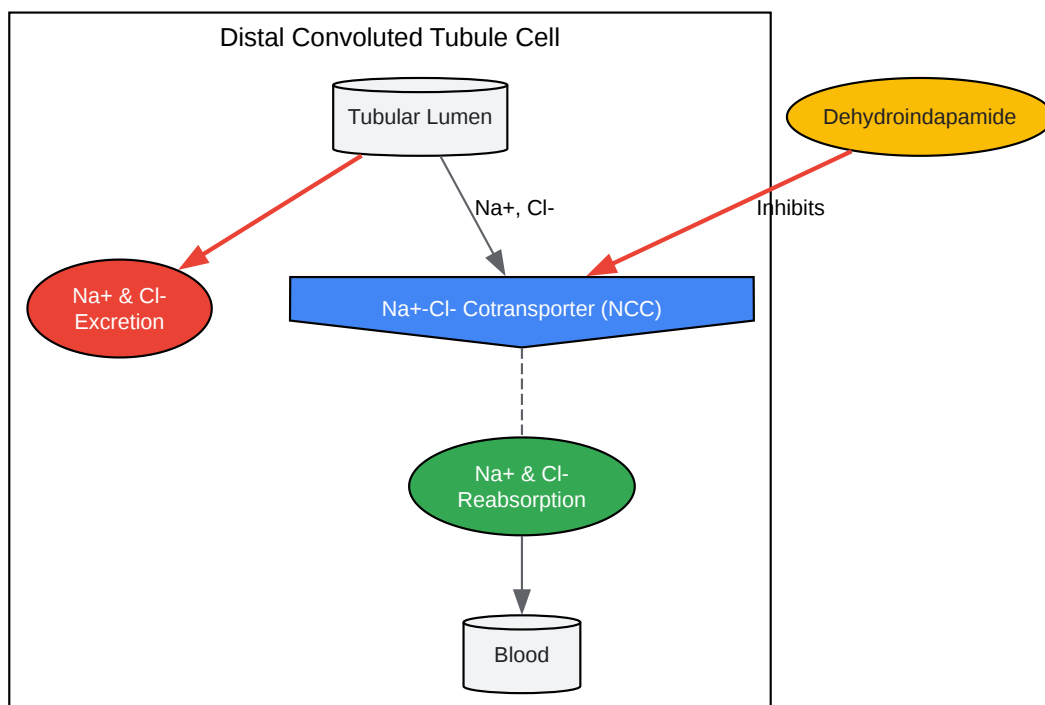 Distal Convoluted Tubule Cell
Tubular Lumen
Dehydroindapamide
Na+, Cl-
Inhibits
Na+ & Cl-
Excretion
Na+-Cl- Cotransporter (NCC)
Na+ & Cl-
Reabsorption
Blood